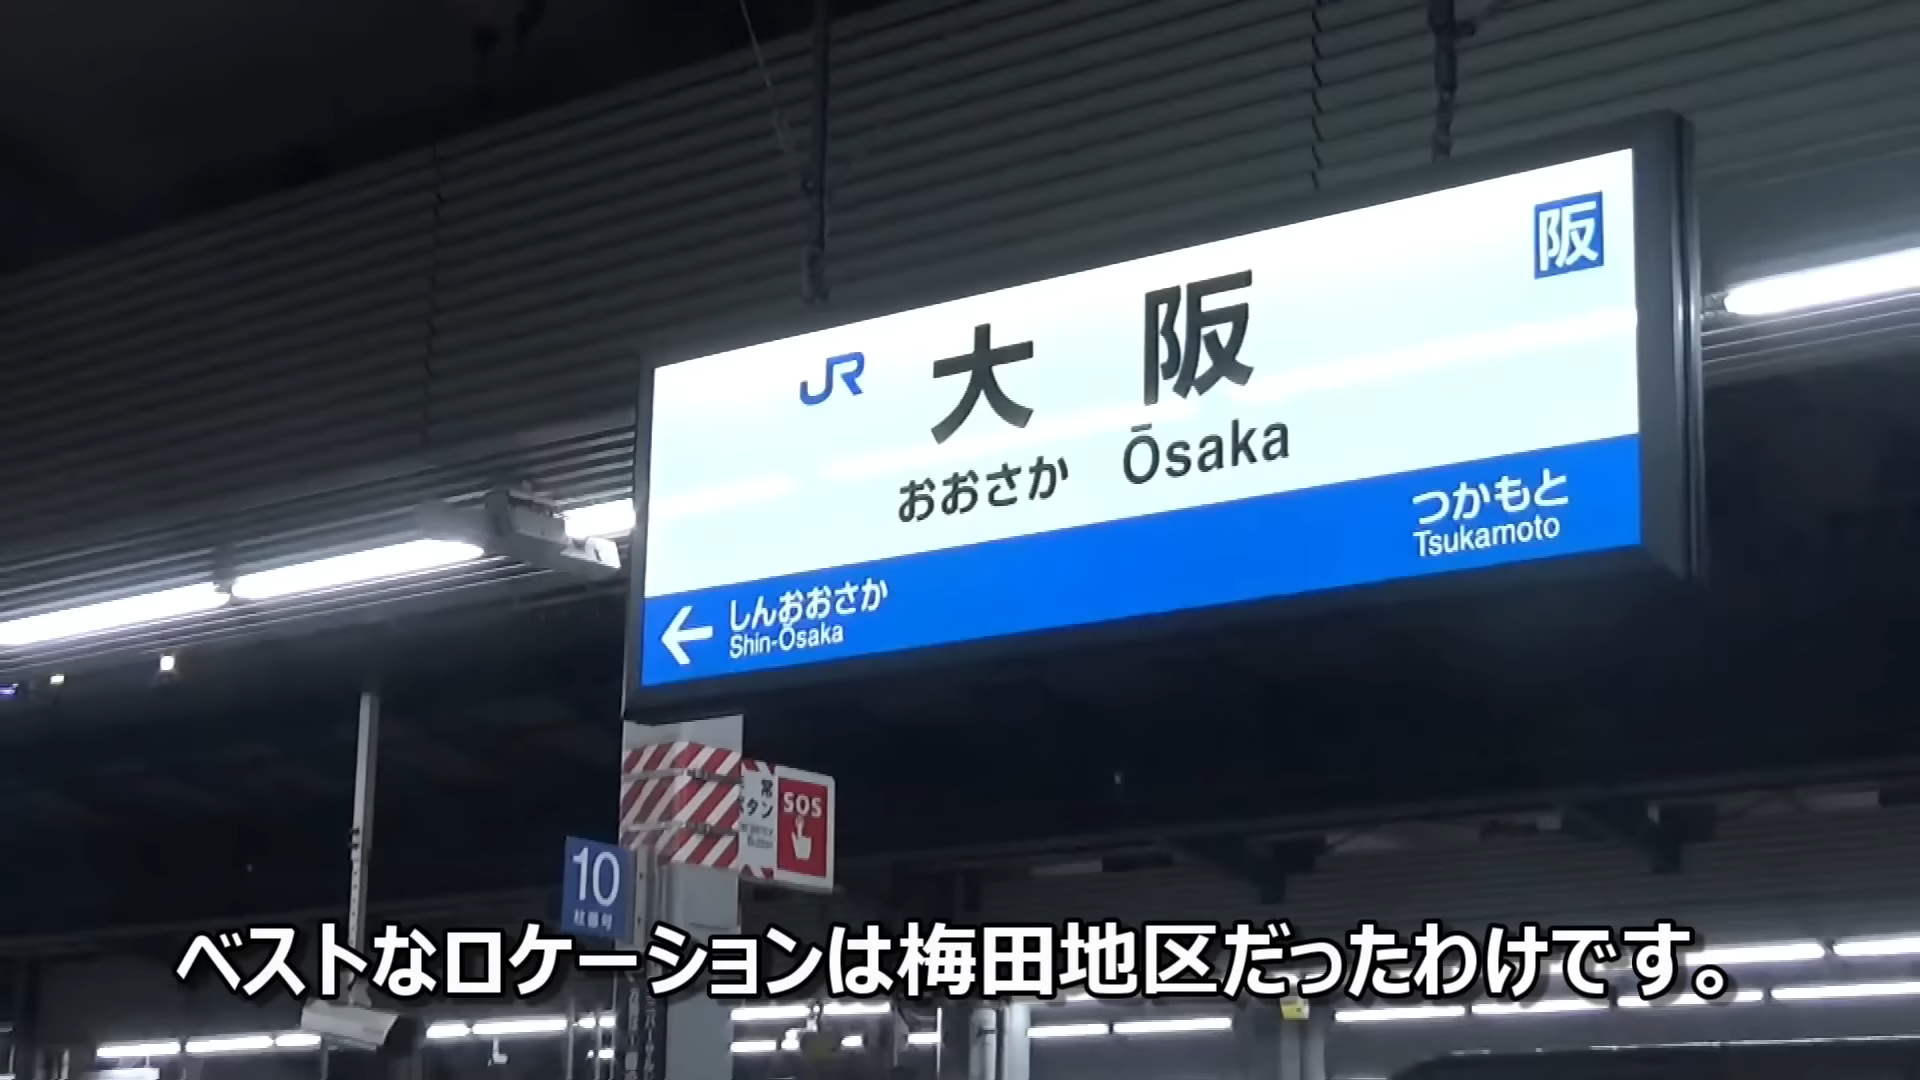 阪
JR 大阪
おおさか Ōsaka
つかもと
Tsukamoto
← しんおおさか
Shin-Ōsaka
SOS
10
ベストなロケーションは梅田地区だったわけです。